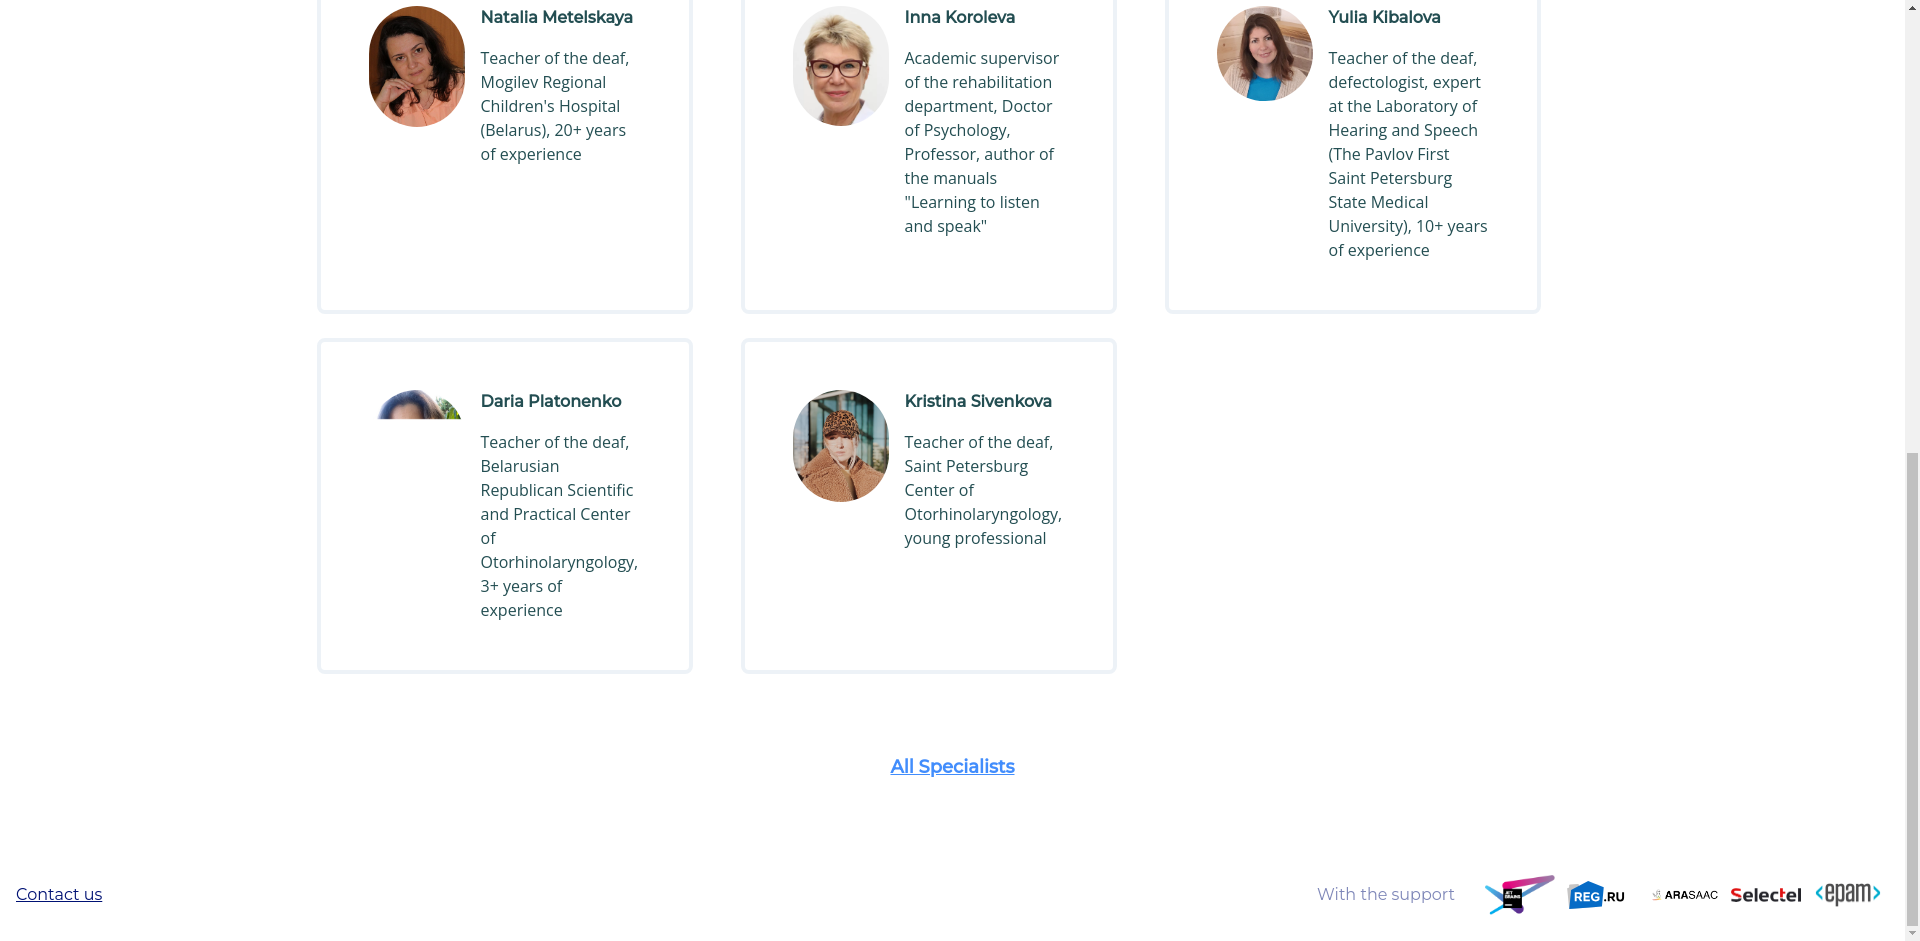 Natalia Metelskaya
Teacher of the deaf,
Mogilev Regional
Children's Hospital
(Belarus), 20+ years
of experience
Inna Koroleva
Academic supervisor
of the rehabilitation
department, Doctor
of Psychology,
Professor, author of
the manuals
"Learning to listen
and speak"
Yulia Kibalova
Teacher of the deaf,
defectologist, expert
at the Laboratory of
Hearing and Speech
(The Pavlov First
Saint Petersburg
State Medical
University), 10+ years
of experience
Daria Platonenko
Teacher of the deaf,
Belarusian
Republican Scientific
and Practical Center
of
Otorhinolaryngology,
3+ years of
experience
Kristina Sivenkova
Teacher of the deaf,
Saint Petersburg
Center of
Otorhinolaryngology,
young professional
All Specialists
Contact us
With the support
JET
BRAINS
REG.RU
ARASAAC
Selectel
<epam>